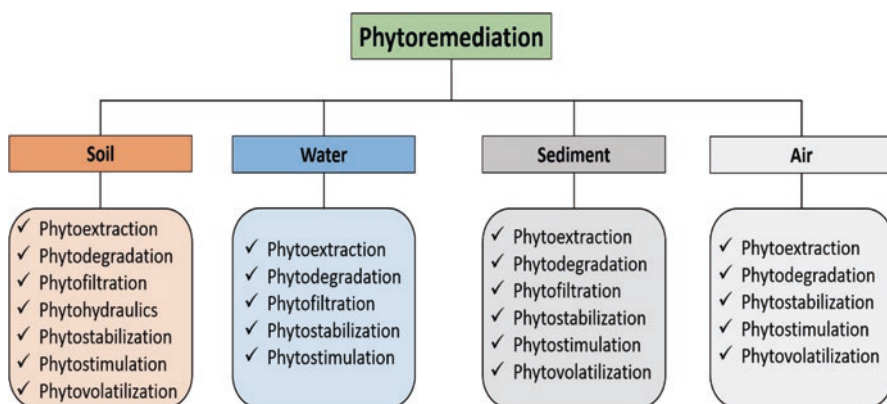 Phytoremediation
Soil
✓ Phytoextraction
✓ Phytodegradation
✓ Phytofiltration
✓ Phytohydraulics
✓ Phytostabilization
✓ Phytostimulation
✓ Phytovolatilization
Water
✓ Phytoextraction
✓ Phytodegradation
✓ Phytofiltration
✓ Phytostabilization
✓ Phytostimulation
Sediment
✓ Phytoextraction
✓ Phytodegradation
✓ Phytofiltration
✓ Phytostabilization
✓ Phytostimulation
✓ Phytovolatilization
Air
✓ Phytoextraction
✓ Phytodegradation
✓ Phytostabilization
✓ Phytostimulation
✓ Phytovolatilization